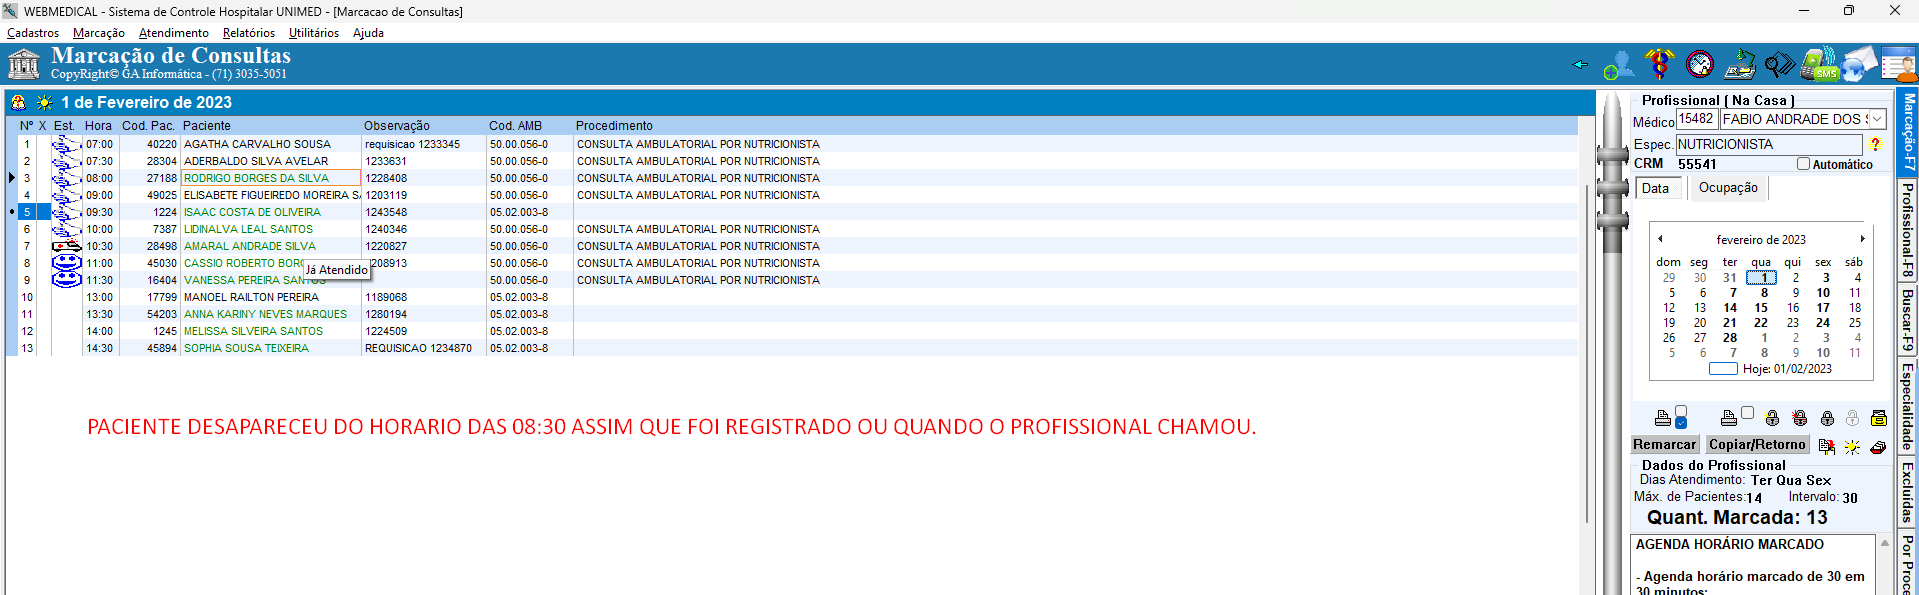 WEBMEDICAL - Sistema de Controle Hospitalar UNIMED - [Marcacao de Consultas]
Cadastros Marcação Atendimento Relatórios Utilitários Ajuda
Marcação de Consultas
CopyRight© GA Informática - (71) 3035-5051
SMS
1 de Fevereiro de 2023
Nº X Est. Hora Cod. Pac. Paciente Observação Cod. AMB Procedimento
1 07:00 40220 AGATHA CARVALHO SOUSA requisicao 1233345 50.00.056-0 CONSULTA AMBULATORIAL POR NUTRICIONISTA
2 07:30 28304 ADERBALDO SILVA AVELAR 1233631 50.00.056-0 CONSULTA AMBULATORIAL POR NUTRICIONISTA
3 08:00 27188 RODRIGO BORGES DA SILVA 1228408 50.00.056-0 CONSULTA AMBULATORIAL POR NUTRICIONISTA
4 09:00 49025 ELISABETE FIGUEIREDO MOREIRA 1203119 50.00.056-0 CONSULTA AMBULATORIAL POR NUTRICIONISTA
5 09:30 1224 ISAAC COSTA DE OLIVEIRA 1243548 05.02.003-8
6 10:00 7387 LIDINALVA LEAL SANTOS 1240346 50.00.056-0 CONSULTA AMBULATORIAL POR NUTRICIONISTA
7 10:30 28498 AMARAL ANDRADE SILVA 1220827 50.00.056-0 CONSULTA AMBULATORIAL POR NUTRICIONISTA
8 11:00 45030 CASSIO ROBERTO 208913 50.00.056-0 CONSULTA AMBULATORIAL POR NUTRICIONISTA
Já Atendido
9 11:30 16404 VANESSA PEREIRA SANTOS 50.00.056-0 CONSULTA AMBULATORIAL POR NUTRICIONISTA
10 13:00 17799 MANOEL RAILTON PEREIRA 1189068 05.02.003-8
11 13:30 54203 ANNA KARINY NEVES MARQUES 1280194 05.02.003-8
12 14:00 1245 MELISSA SILVEIRA SANTOS 1224509 05.02.003-8
13 14:30 45894 SOPHIA SOUSA TEIXEIRA REQUISICAO 1234870 05.02.003-8
PACIENTE DESAPARECEU DO HORARIO DAS 08:30 ASSIM QUE FOI REGISTRADO OU QUANDO O PROFISSIONAL CHAMOU.
Profissional ( Na Casa )
Médico 15482 FABIO ANDRADE DOS
Espec. NUTRICIONISTA ?
CRM 55541 Automático
Data Ocupação
fevereiro de 2023
dom seg ter qua qui sex sáb
29 30 31 1 2 3 4
5 6 7 8 9 10 11
12 13 14 15 16 17 18
19 20 21 22 23 24 25
26 27 28 1 2 3 4
5 6 7 8 9 10 11
Hoje: 01/02/2023
Remarcar Copiar/Retorno
Dados do Profissional
Dias Atendimento: Ter Qua Sex
Máx. de Pacientes: 14 Intervalo: 30
Quant. Marcada: 13
AGENDA HORÁRIO MARCADO
- Agenda horário marcado de 30 em
30 minutos;
Marcação-F7
Profissional-F8
Buscar-F9
Especialidade
Excluídas
Por Proce